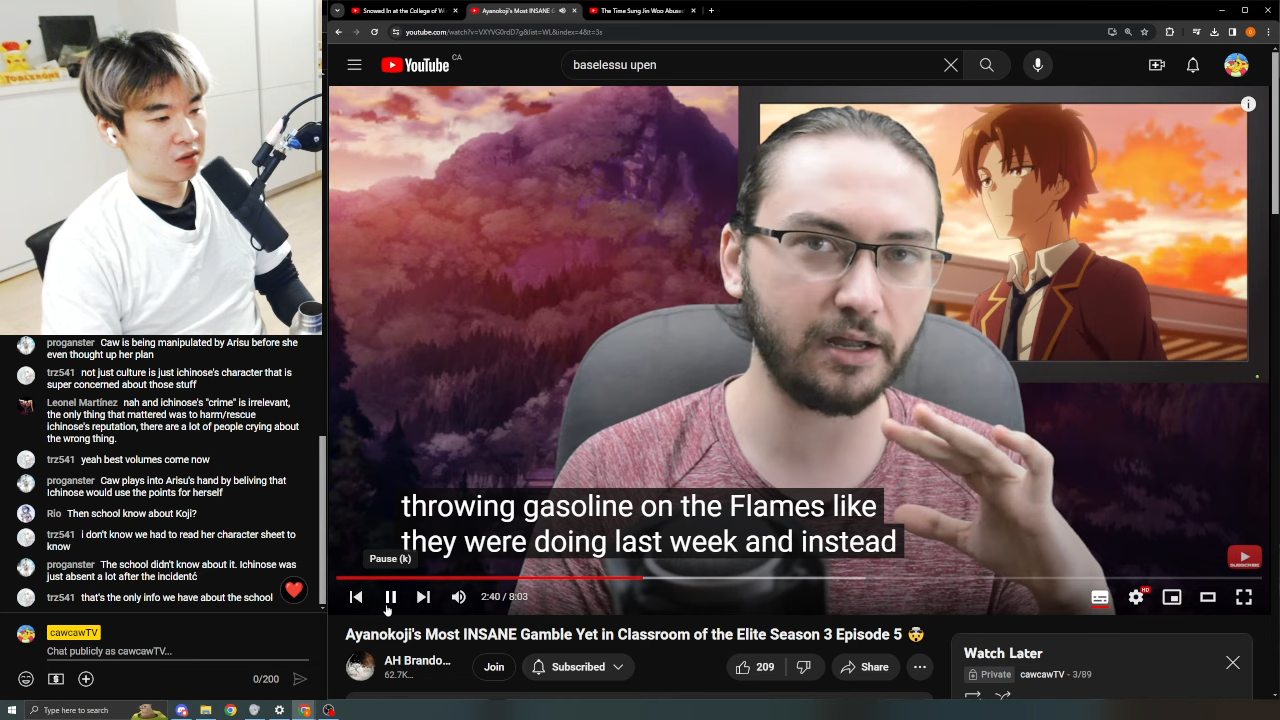 Snowed In at the College of W
Ayanokoji's Most INSANE G
The Time Sung Jin Woo Abuse
youtube.com/watch?v=VXYVG0rdD7g&list=WL&index=4&t=3s
YouTube CA
baselessu upen
TOBLERONE
throwing gasoline on the Flames like
they were doing last week and instead
Pause (k)
SUBSCRIBE
2:40 / 8:03
HD
Ayanokoji's Most INSANE Gamble Yet in Classroom of the Elite Season 3 Episode 5 🤯
AH Brando...
62.7K...
Join
Subscribed
209
Share
Watch Later
Private cawcawTV - 3/89
proganster Caw is being manipulated by Arisu before she
even thought up her plan
trz541 not just culture is just ichinose's character that is
super concerned about those stuff
Leonel Martínez nah and ichinose's "crime" is irrelevant,
the only thing that mattered was to harm/rescue
ichinose's reputation, there are a lot of people crying about
the wrong thing.
trz541 yeah best volumes come now
proganster Caw plays into Arisu's hand by beliving that
Ichinose would use the points for herself
Rio Then school know about Koji?
trz541 i don't know we had to read her character sheet to
know
proganster The school didn't know about it. Ichinose was
just absent a lot after the incidentć
trz541 that's the only info we have about the school
cawcawTV
Chat publicly as cawcawTV...
0/200
Type here to search